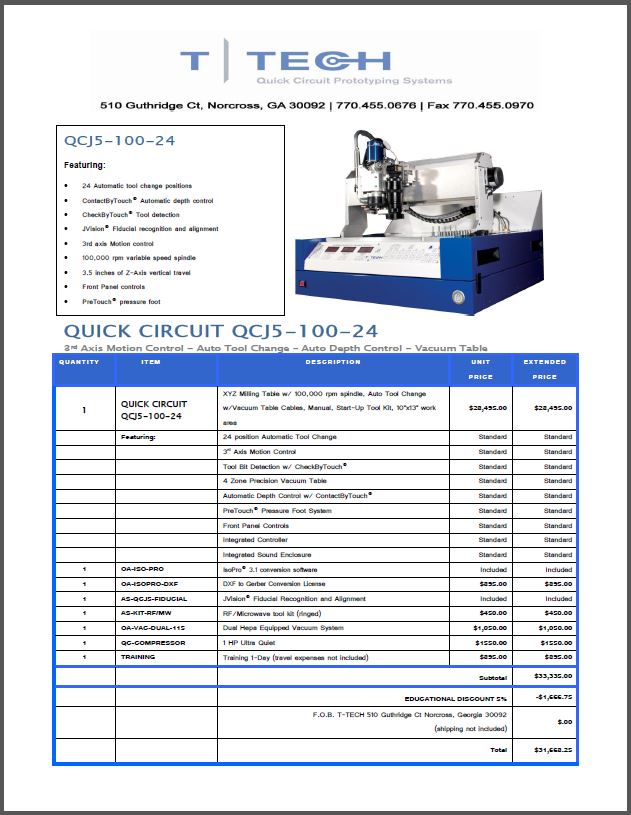 T TECH
Quick Circuit Prototyping Systems
510 Guthridge Ct, Norcross, GA 30092 | 770.455.0676 | Fax 770.455.0970
QCJ5-100-24
Featuring:
• 24 Automatic tool change positions
• ContactByTouch® Automatic depth control
• CheckByTouch® Tool detection
• JVision® Fiducial recognition and alignment
• 3rd axis Motion control
• 100,000 rpm variable speed spindle
• 3.5 inches of Z-Axis vertical travel
• Front Panel controls
• PreTouch® pressure foot
TECH
QUICK CIRCUIT QCJ5-100-24
3rd Axis Motion Control - Auto Tool Change - Auto Depth Control - Vacuum Table
QUANTITY ITEM DESCRIPTION UNIT PRICE EXTENDED PRICE
1 QUICK CIRCUIT QCJ5-100-24 XYZ Milling Table w/ 100,000 rpm spindle, Auto Tool Change w/Vacuum Table Cables, Manual, Start-Up Tool Kit, 10"x13" work area $28,495.00 $28,495.00
Featuring: 24 position Automatic Tool Change Standard Standard
3rd Axis Motion Control Standard Standard
Tool Bit Detection w/ CheckByTouch® Standard Standard
4 Zone Precision Vacuum Table Standard Standard
Automatic Depth Control w/ ContactByTouch® Standard Standard
PreTouch® Pressure Foot System Standard Standard
Front Panel Controls Standard Standard
Integrated Controller Standard Standard
Integrated Sound Enclosure Standard Standard
1 OA-ISO-PRO IsoPro® 3.1 conversion software Included Included
1 OA-ISOPRO-DXF DXF to Gerber Conversion License $895.00 $895.00
1 AS-QCJ5-FIDUCIAL JVision® Fiducial Recognition and Alignment Included Included
1 AS-KIT-RF/MW RF/Microwave tool kit (ringed) $450.00 $450.00
1 OA-VAC-DUAL-115 Dual Hepa Equipped Vacuum System $1,050.00 $1,050.00
1 QC-COMPRESSOR 1 HP Ultra Quiet $1550.00 $1550.00
1 TRAINING Training 1-Day (travel expenses not included) $895.00 $895.00
Subtotal $33,335.00
EDUCATIONAL DISCOUNT 5% -$1,666.75
F.O.B. T-TECH 510 Guthridge Ct Norcross, Georgia 30092
(shipping not included) $.00
Total $31,668.25